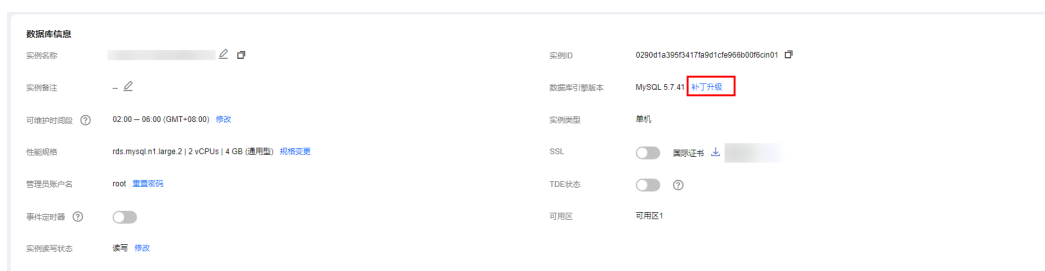 数据库信息
实例名称
实例ID 0290d1a395f3417fa9d1cfe966b00f6cin01
实例备注 --
数据库引擎版本 MySQL 5.7.41 补丁升级
可维护时间段 02:00 — 06:00 (GMT+08:00) 修改
实例类型 单机
性能规格 rds.mysql.n1.large.2 | 2 vCPUs | 4 GB (通用型) 规格变更
SSL 国际证书
管理员账户名 root 重置密码
TDE状态
事件定时器
可用区 可用区1
实例读写状态 读写 修改